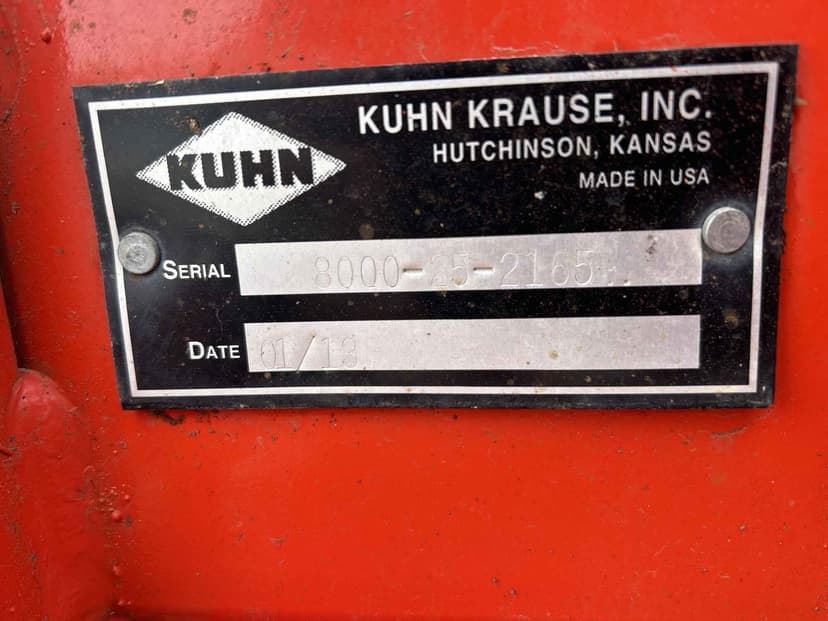 KUHN
KUHN KRAUSE, INC.
HUTCHINSON, KANSAS
MADE IN USA
SERIAL 8000-25-2165
DATE 01/13